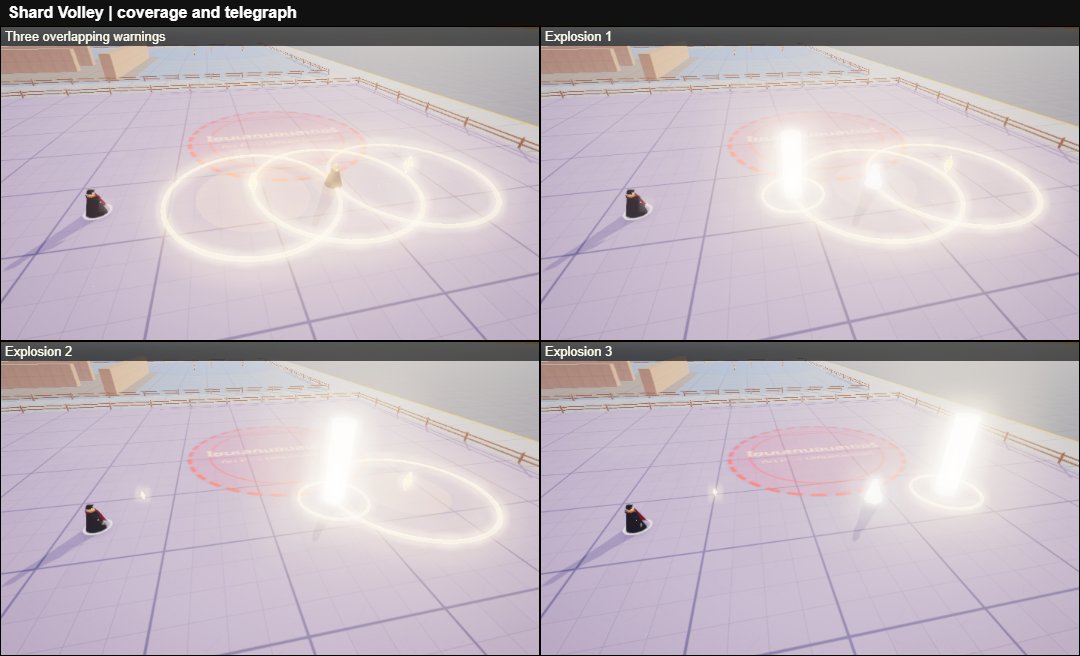 Shard Volley | coverage and telegraph
Three overlapping warnings
Explosion 1
Explosion 2
Explosion 3